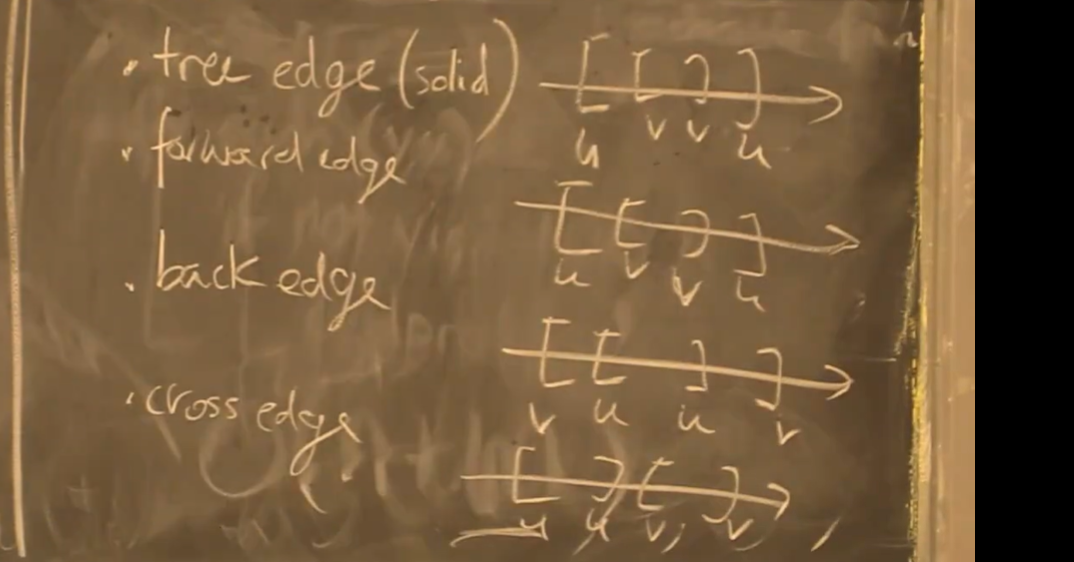 . tree edge (solid) [ [ ] ]
u v v u
. forward edge
[ [ ] ]
u v v u
. back edge
[ [ ] ]
v u u v
. cross edge
[ ] [ ]
u u v, v